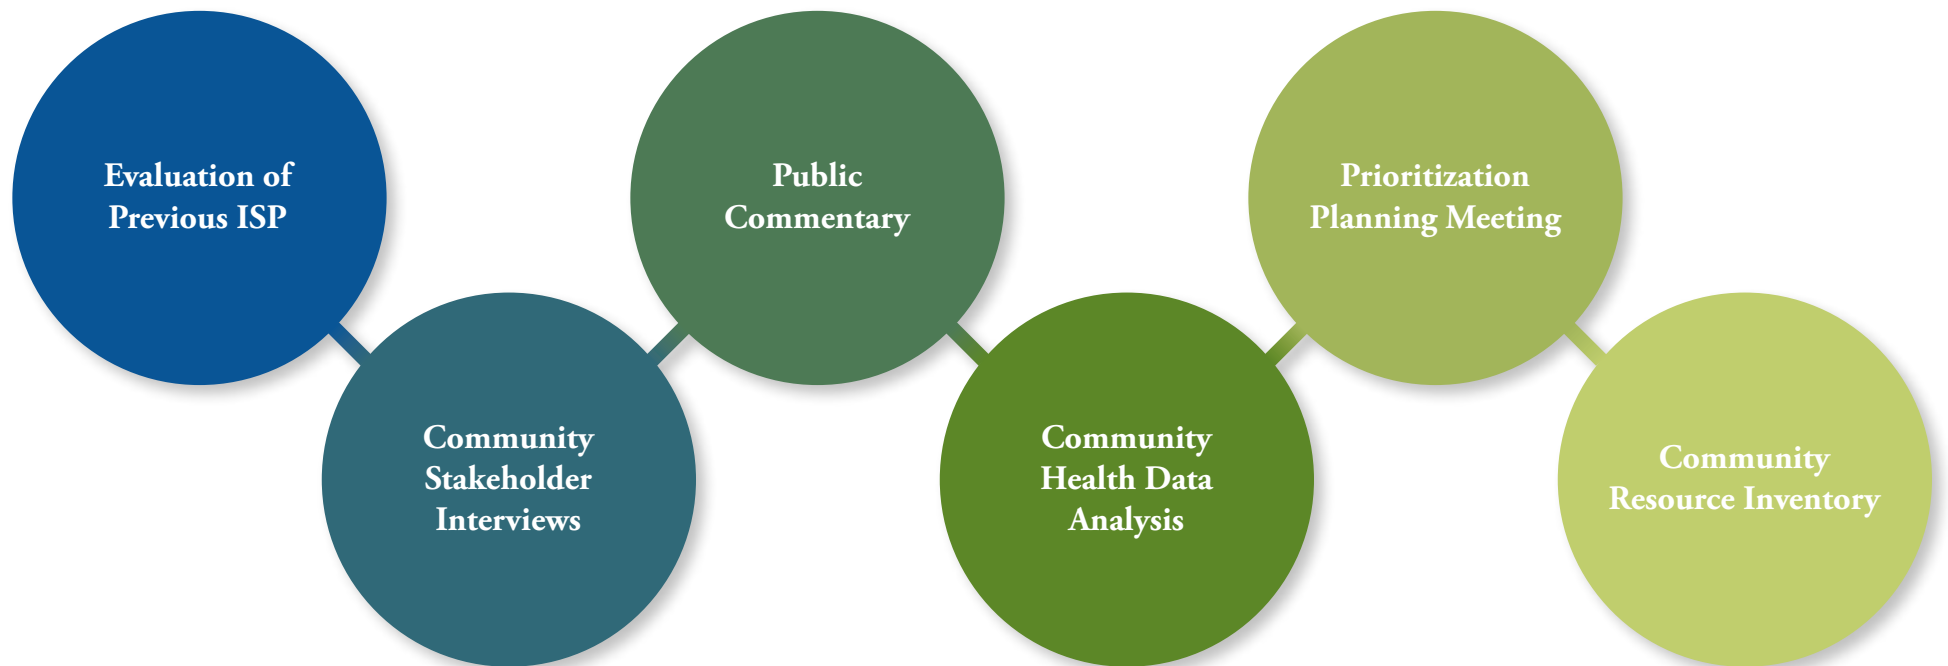 Evaluation of
Previous ISP
Community
Stakeholder
Interviews
Public
Commentary
Community
Health Data
Analysis
Prioritization
Planning Meeting
Community
Resource Inventory